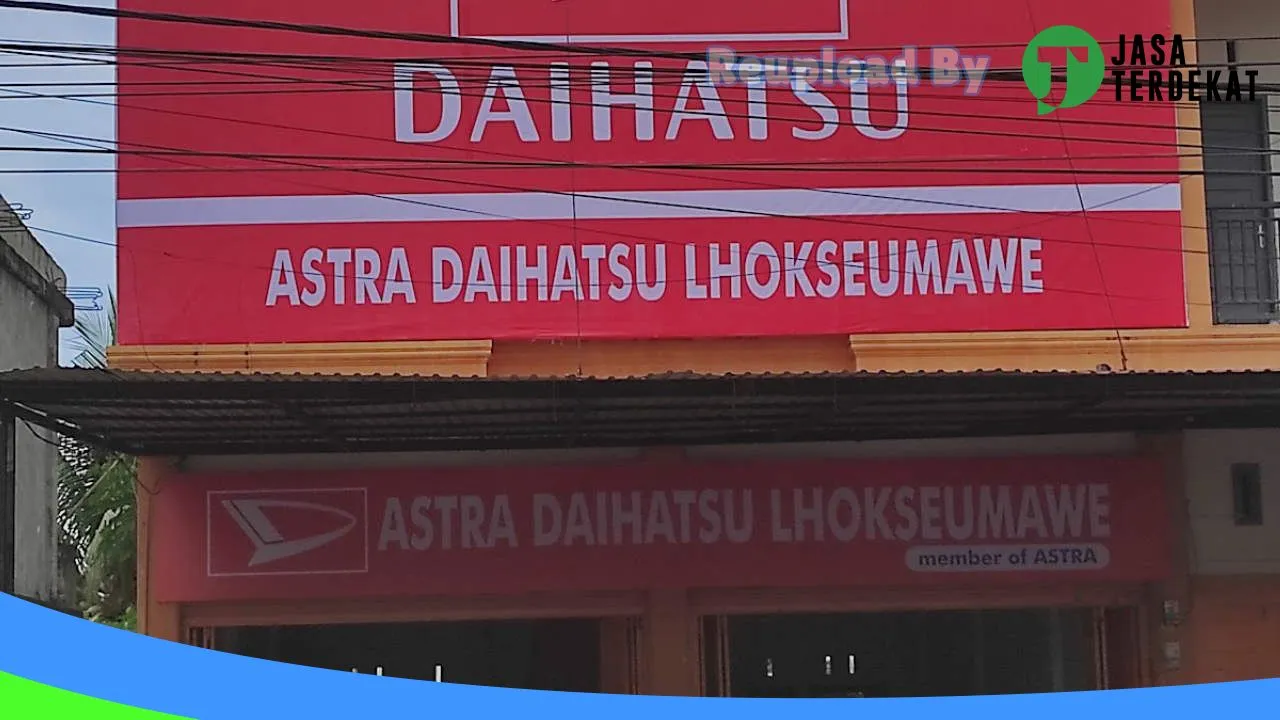 DAIHATSU
Reupload By
JASA
TERDEKAT
ASTRA DAIHATSU LHOKSEUMAWE
ASTRA DAIHATSU LHOKSEUMAWE
member of ASTRA